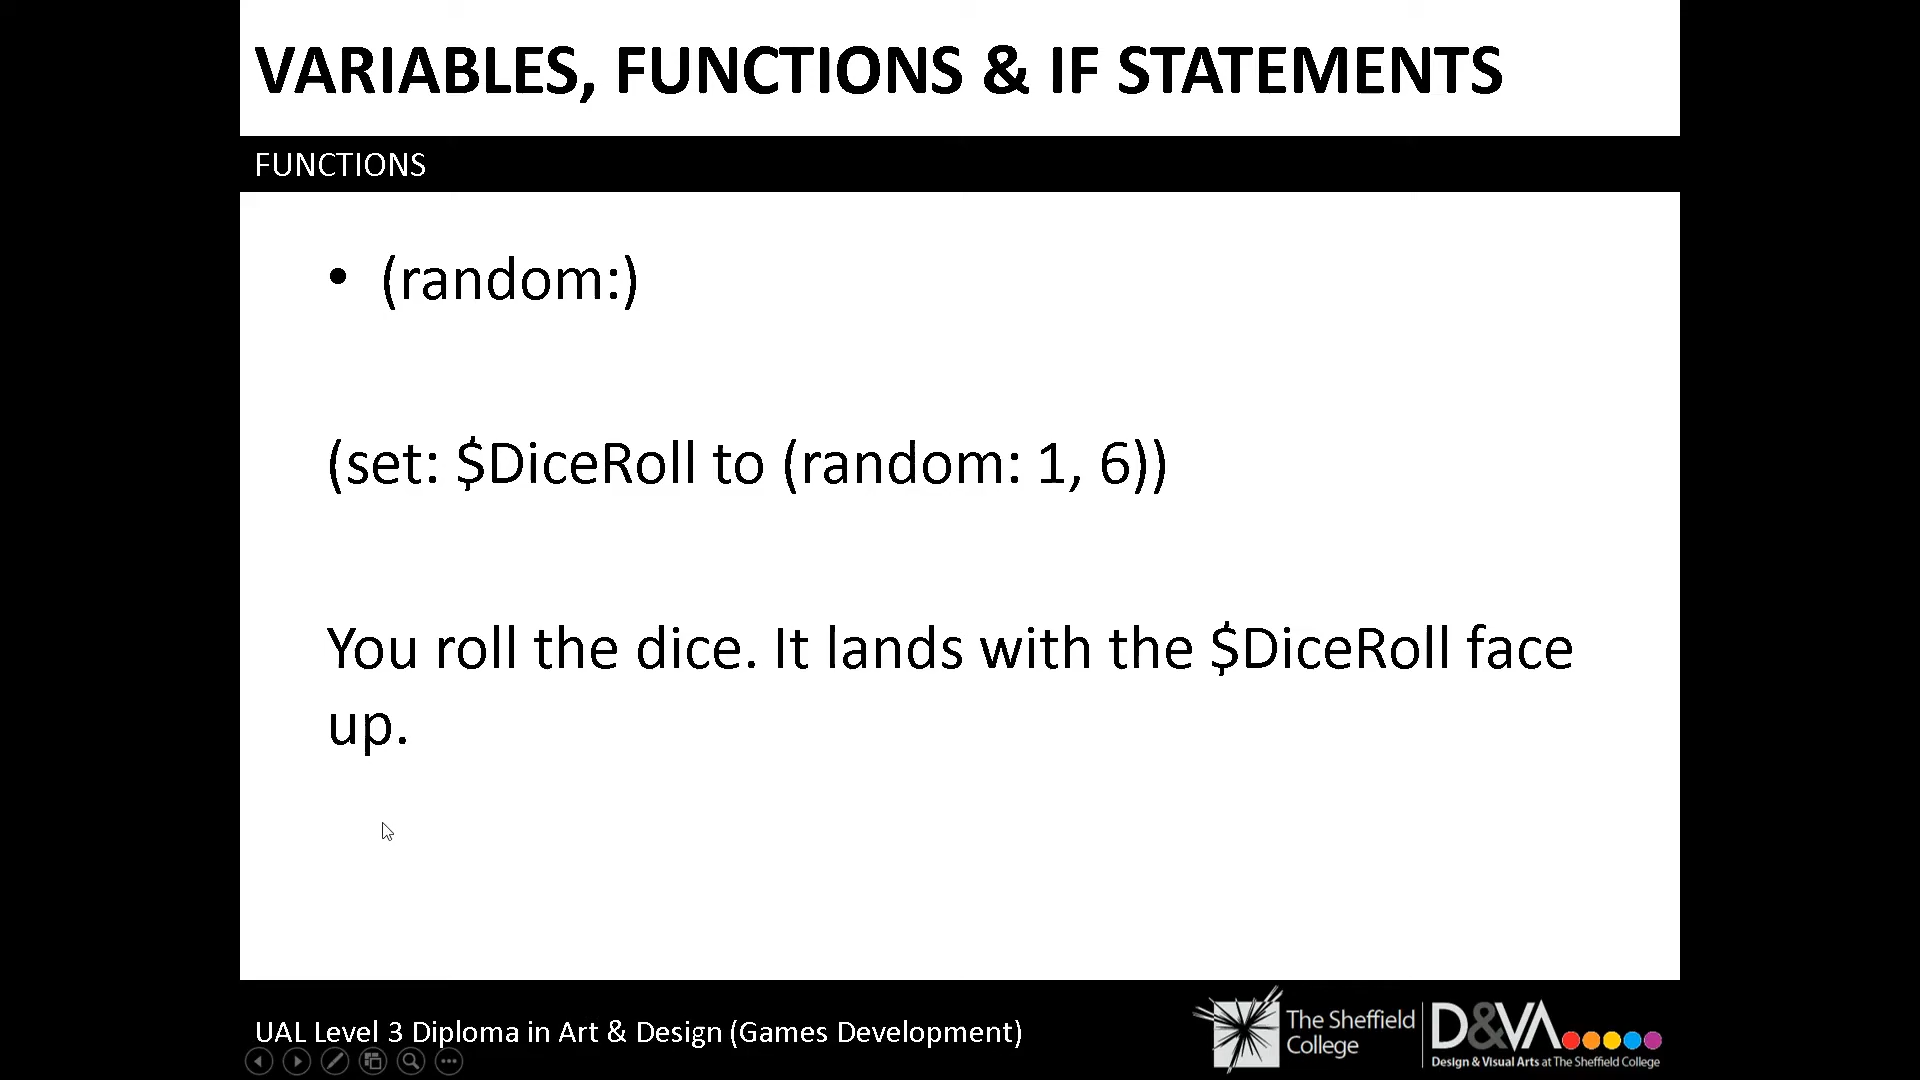 VARIABLES, FUNCTIONS & IF STATEMENTS
FUNCTIONS
• (random:)
(set: $DiceRoll to (random: 1, 6))
You roll the dice. It lands with the $DiceRoll face
up.
UAL Level 3 Diploma in Art & Design (Games Development)
The Sheffield
College
D&VA
Design & Visual Arts at The Sheffield College